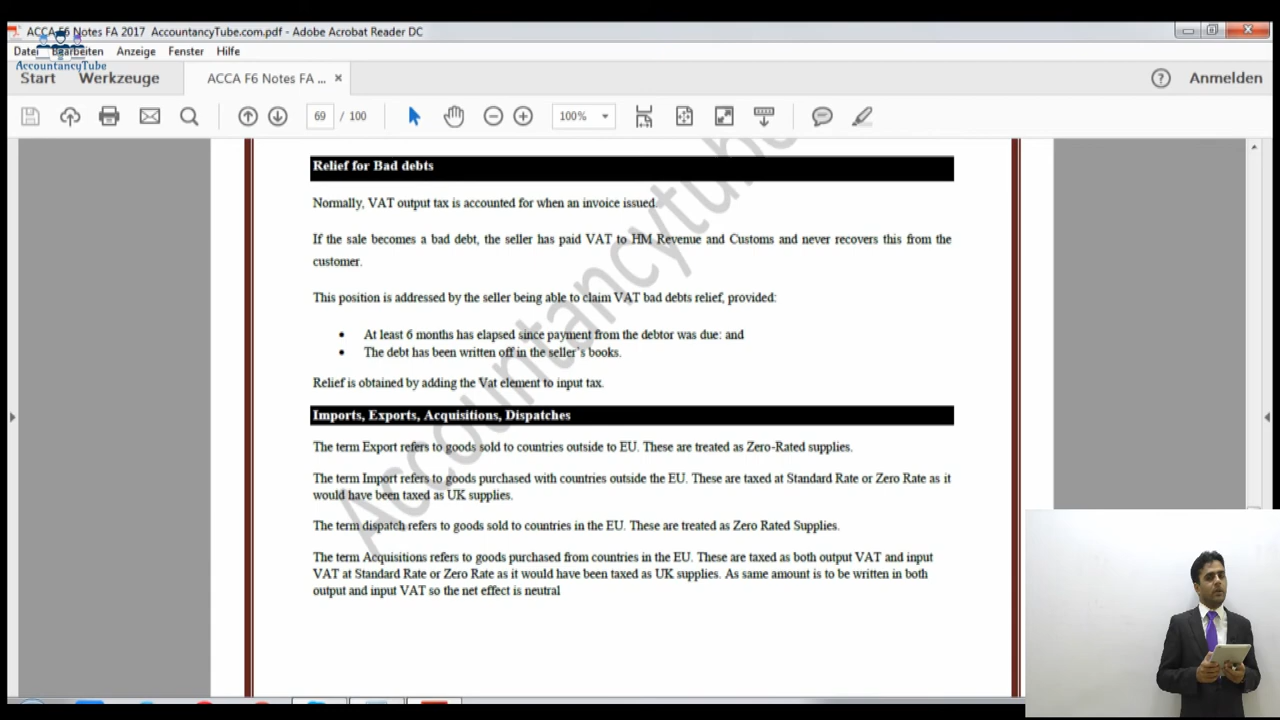 ACCA F6 Notes FA 2017 AccountancyTube.com.pdf - Adobe Acrobat Reader DC
Datei Bearbeiten Anzeige Fenster Hilfe
AccountancyTube
Start Werkzeuge ACCA F6 Notes FA ... × Anmelden
69 / 100 100%
Relief for Bad debts
Normally, VAT output tax is accounted for when an invoice issued.
If the sale becomes a bad debt, the seller has paid VAT to HM Revenue and Customs and never recovers this from the
customer.
This position is addressed by the seller being able to claim VAT bad debts relief, provided:
• At least 6 months has elapsed since payment from the debtor was due: and
• The debt has been written off in the seller's books.
Relief is obtained by adding the Vat element to input tax.
Imports, Exports, Acquisitions, Dispatches
The term Export refers to goods sold to countries outside to EU. These are treated as Zero-Rated supplies.
The term Import refers to goods purchased with countries outside the EU. These are taxed at Standard Rate or Zero Rate as it
would have been taxed as UK supplies.
The term dispatch refers to goods sold to countries in the EU. These are treated as Zero Rated Supplies.
The term Acquisitions refers to goods purchased from countries in the EU. These are taxed as both output VAT and input
VAT at Standard Rate or Zero Rate as it would have been taxed as UK supplies. As same amount is to be written in both
output and input VAT so the net effect is neutral
Accountancytube